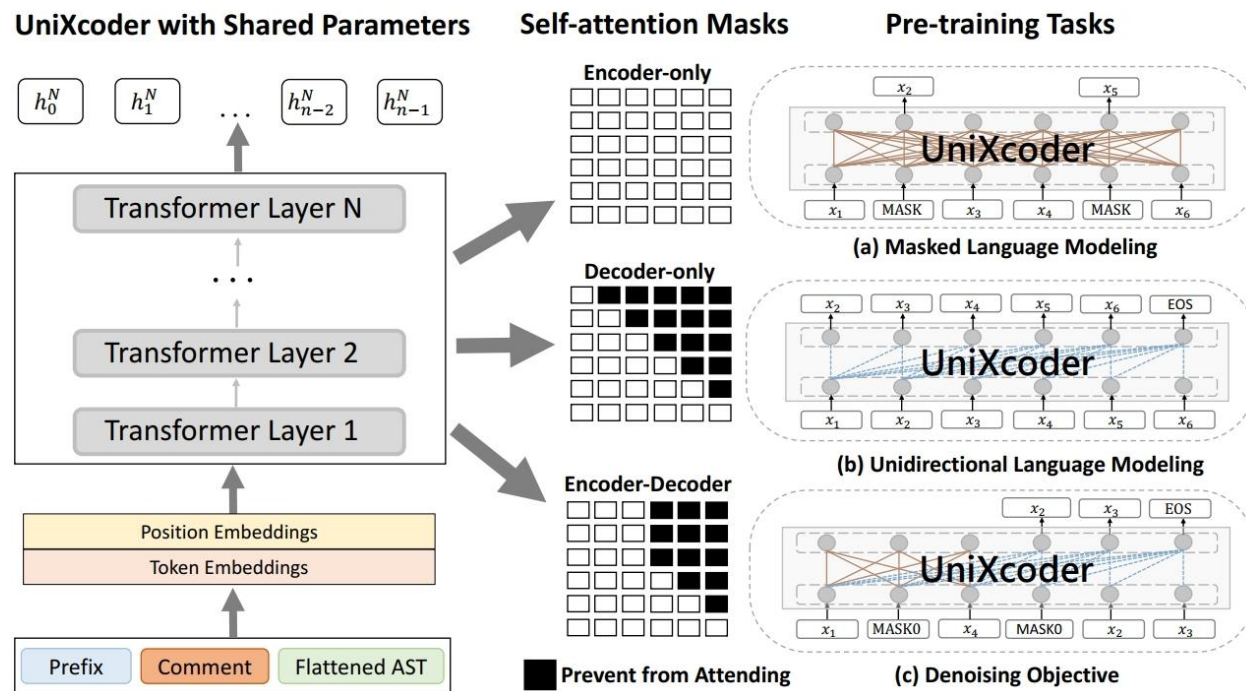 UniXcoder with Shared Parameters
h_0^N h_1^N ... h_{n-2}^N h_{n-1}^N
Transformer Layer N
...
Transformer Layer 2
Transformer Layer 1
Position Embeddings
Token Embeddings
Prefix Comment Flattened AST
Self-attention Masks
Encoder-only
Decoder-only
Encoder-Decoder
Prevent from Attending
Pre-training Tasks
x_2 x_5
UniXcoder
x_1 MASK x_3 x_4 MASK x_6
(a) Masked Language Modeling
x_2 x_3 x_4 x_5 x_6 EOS
UniXcoder
x_1 x_2 x_3 x_4 x_5 x_6
(b) Unidirectional Language Modeling
x_2 x_3 EOS
UniXcoder
x_1 MASK0 x_4 MASK0 x_2 x_3
(c) Denoising Objective